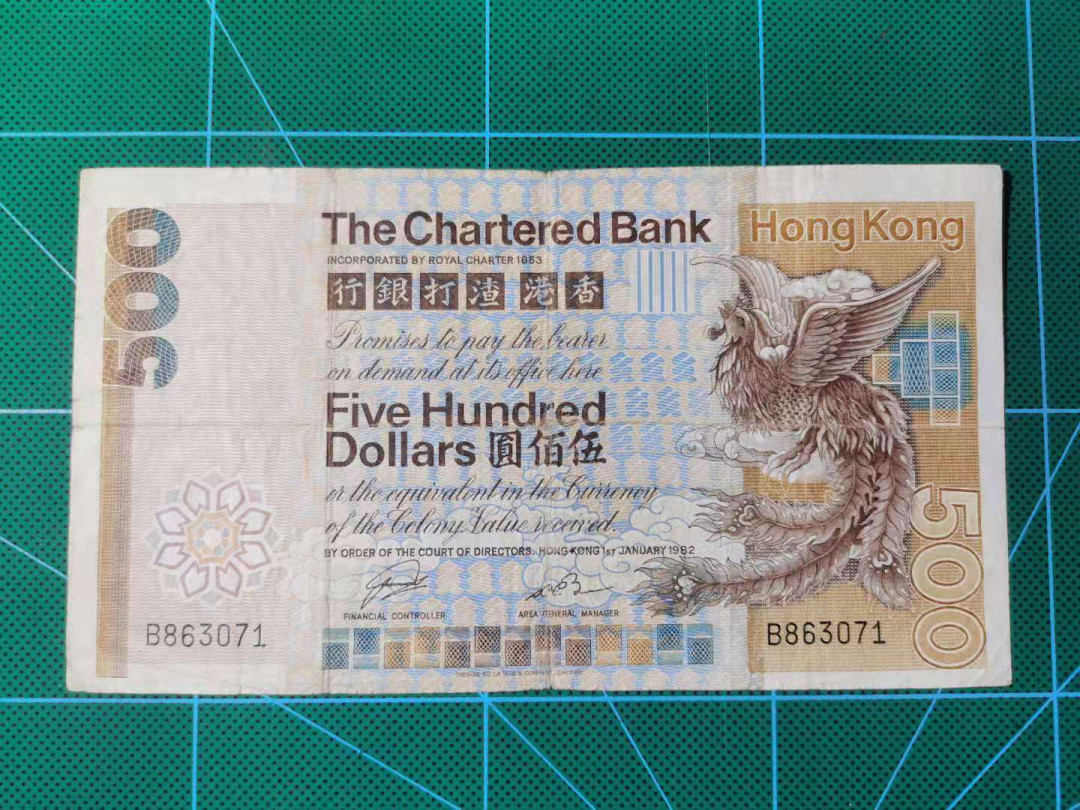 500
The Chartered Bank
Hong Kong
INCORPORATED BY ROYAL CHARTER 1853
香港渣打銀行
Promises to pay the bearer
on demand at its office here
Five Hundred
Dollars 伍佰圓
or the equivalent in the Currency
of the Colony, Value received.
BY ORDER OF THE COURT OF DIRECTORS. HONG KONG 1ST JANUARY 1982
FINANCIAL CONTROLLER
AREA GENERAL MANAGER
500
B863071
B863071